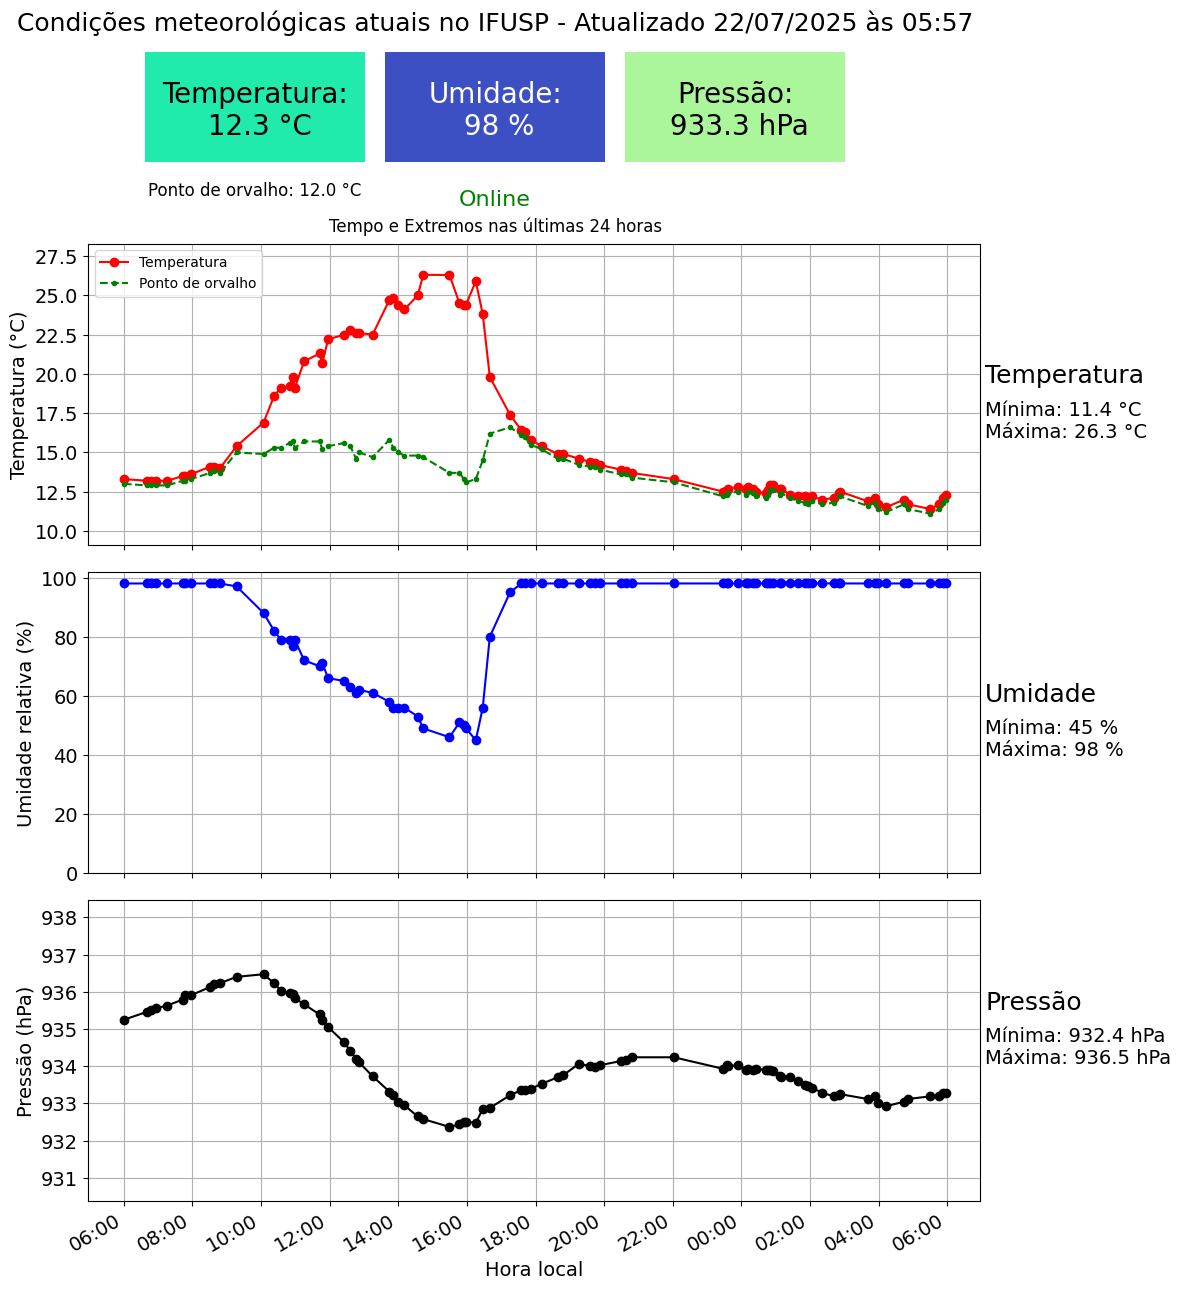 Condições meteorológicas atuais no IFUSP - Atualizado 22/07/2025 às 05:57
Temperatura:
12.3 °C
Umidade:
98 %
Pressão:
933.3 hPa
Ponto de orvalho: 12.0 °C
Online
Tempo e Extremos nas últimas 24 horas
Temperatura
Ponto de orvalho
Temperatura (°C)
27.5
25.0
22.5
20.0
17.5
15.0
12.5
10.0
Temperatura
Mínima: 11.4 °C
Máxima: 26.3 °C
Umidade relativa (%)
100
80
60
40
20
0
Umidade
Mínima: 45 %
Máxima: 98 %
Pressão (hPa)
938
937
936
935
934
933
932
931
Pressão
Mínima: 932.4 hPa
Máxima: 936.5 hPa
06:00
08:00
10:00
12:00
14:00
16:00
18:00
20:00
22:00
00:00
02:00
04:00
06:00
Hora local